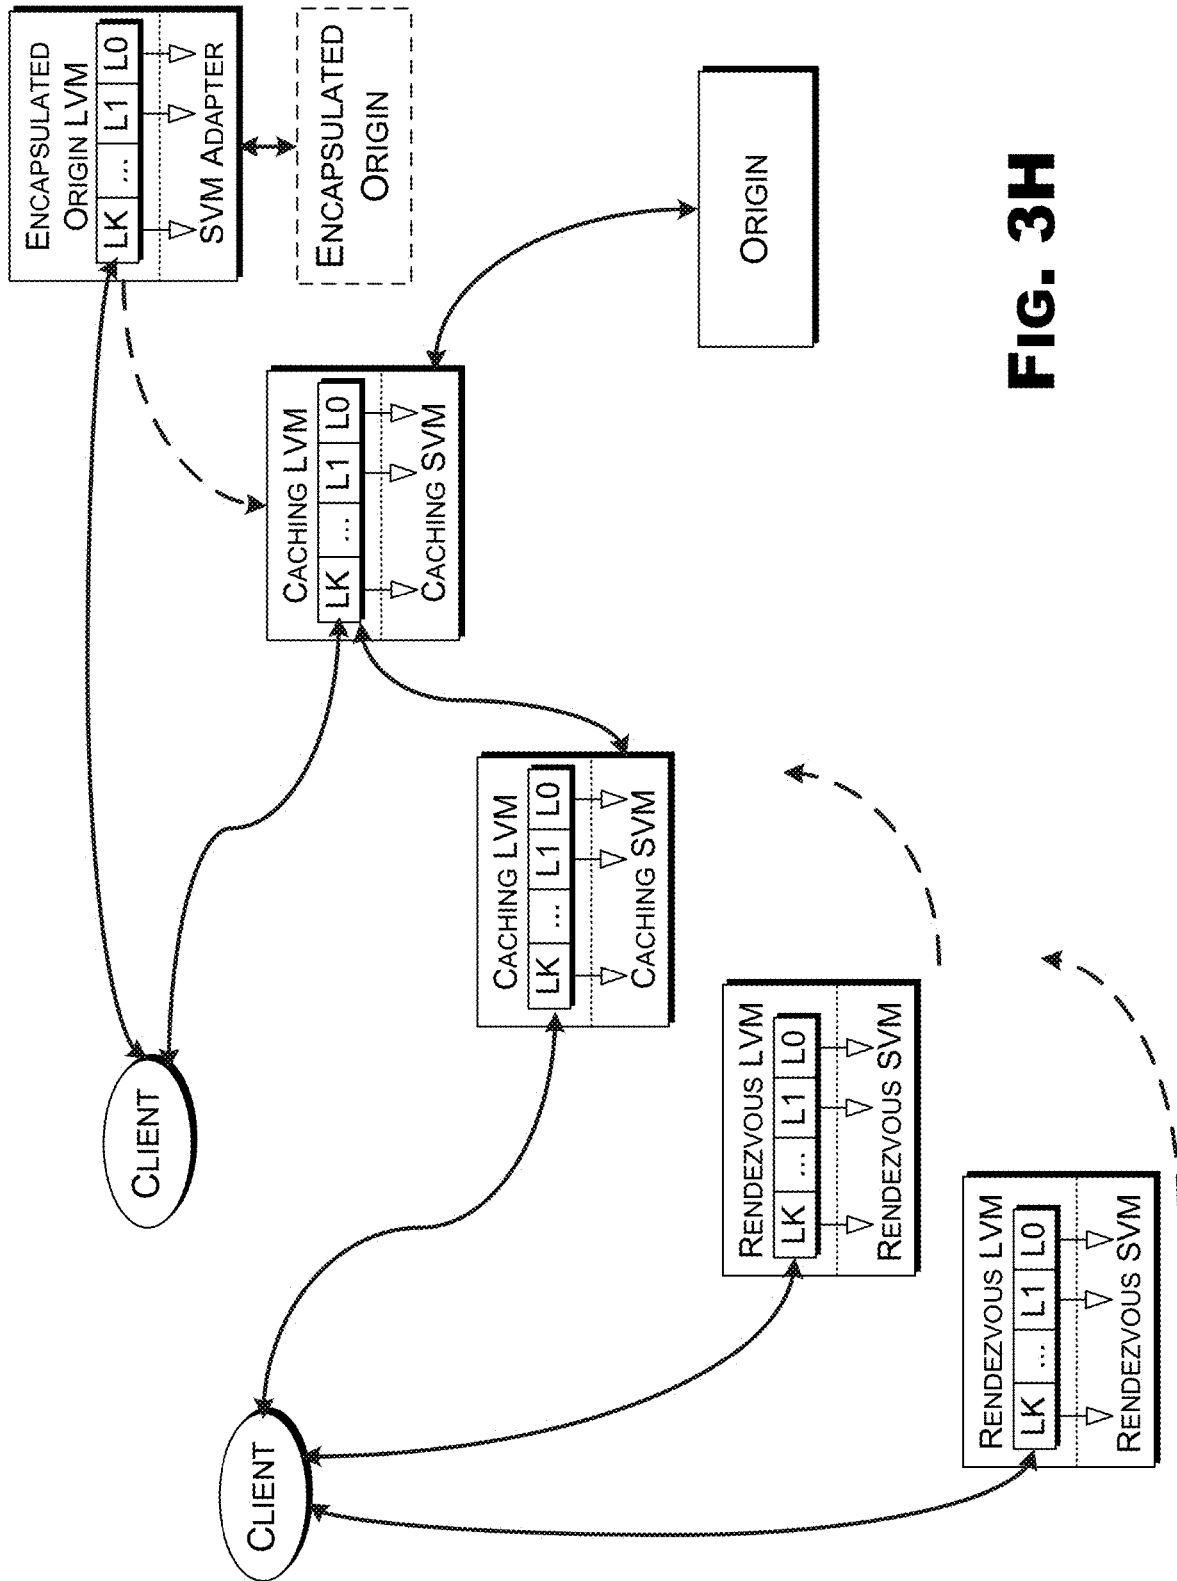 ENCAPSULATED
ORIGIN LVM
LK ... L1 L0
SVM ADAPTER
ENCAPSULATED
ORIGIN
CLIENT
CACHING LVM
LK ... L1 L0
CACHING SVM
CLIENT
CACHING LVM
LK ... L1 L0
CACHING SVM
ORIGIN
RENDEZVOUS LVM
LK ... L1 L0
RENDEZVOUS SVM
RENDEZVOUS LVM
LK ... L1 L0
RENDEZVOUS SVM
FIG. 3H